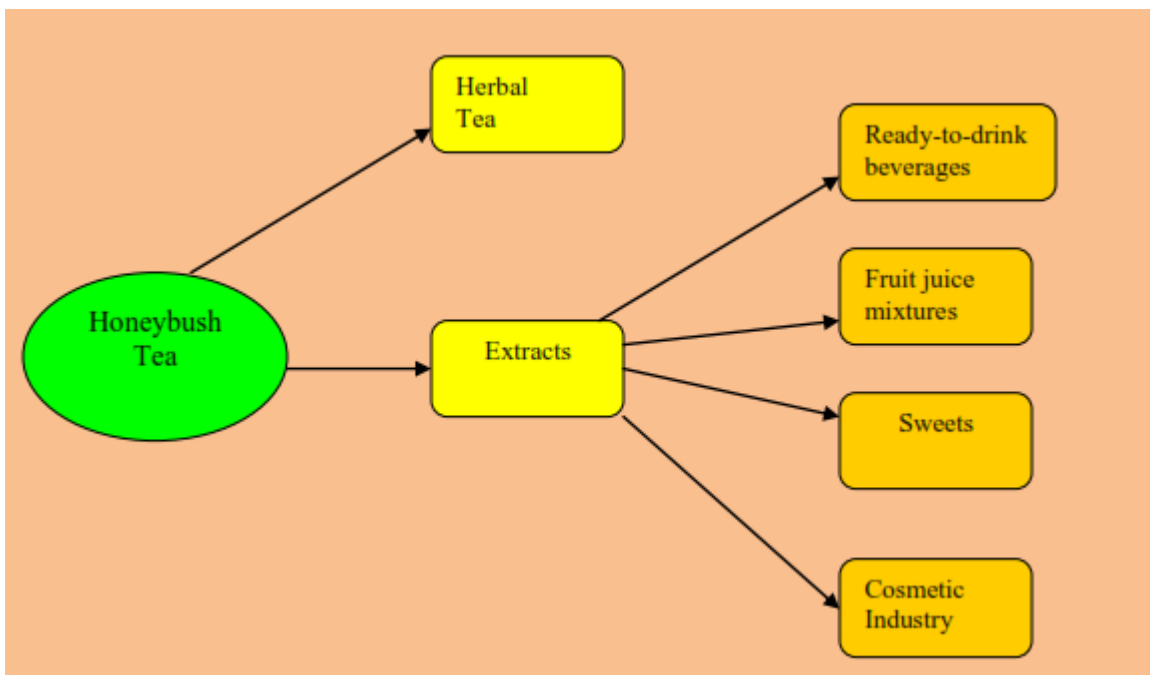 Herbal
Tea
Ready-to-drink
beverages
Fruit juice
mixtures
Honeybush
Tea
Extracts
Sweets
Cosmetic
Industry